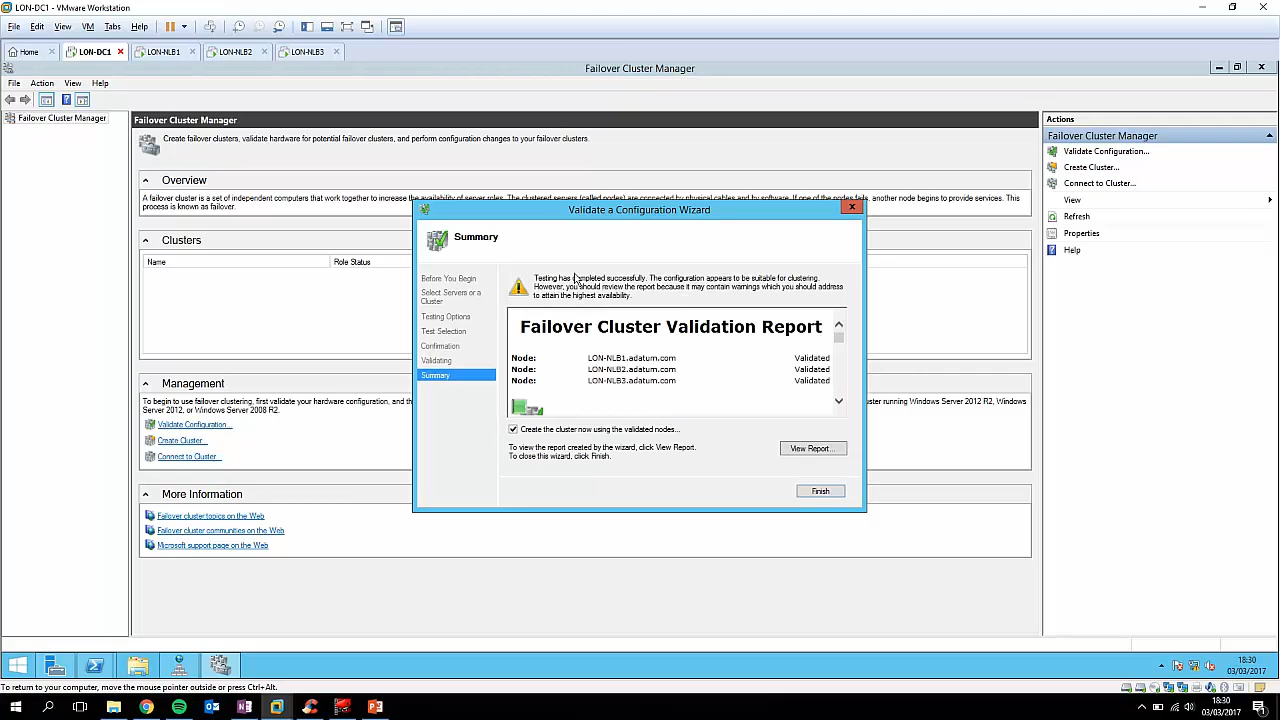 LON-DC1 - VMware Workstation
File Edit View VM Tabs Help
Home LON-DC1 LON-NLB1 LON-NLB2 LON-NLB3
Failover Cluster Manager
File Action View Help
Failover Cluster Manager
Failover Cluster Manager
Create failover clusters, validate hardware for potential failover clusters, and perform configuration changes to your failover clusters.
Overview
A failover cluster is a set of independent computers that work together to increase the availability of server roles. The clustered servers (called nodes) are connected by physical cables and by software. If one of the nodes fails, another node begins to provide services. This
process is known as failover.
Clusters
Name Role Status
Management
To begin to use failover clustering, first validate your hardware configuration, and th
Server 2012, or Windows Server 2008 R2.
uster running Windows Server 2012 R2, Windows
Validate Configuration...
Create Cluster...
Connect to Cluster...
More Information
Failover cluster topics on the Web
Failover cluster communities on the Web
Microsoft support page on the Web
Validate a Configuration Wizard
Summary
Before You Begin
Select Servers or a
Cluster
Testing Options
Test Selection
Confirmation
Validating
Summary
Testing has completed successfully. The configuration appears to be suitable for clustering.
However, you should review the report because it may contain warnings which you should address
to attain the highest availability.
Failover Cluster Validation Report
Node: LON-NLB1.adatum.com Validated
Node: LON-NLB2.adatum.com Validated
Node: LON-NLB3.adatum.com Validated
Create the cluster now using the validated nodes...
To view the report created by the wizard, click View Report.
To close this wizard, click Finish.
View Report...
Finish
Actions
Failover Cluster Manager
Validate Configuration...
Create Cluster...
Connect to Cluster...
View
Refresh
Properties
Help
18:30
03/03/2017
To return to your computer, move the mouse pointer outside or press Ctrl+Alt.
18:30
03/03/2017